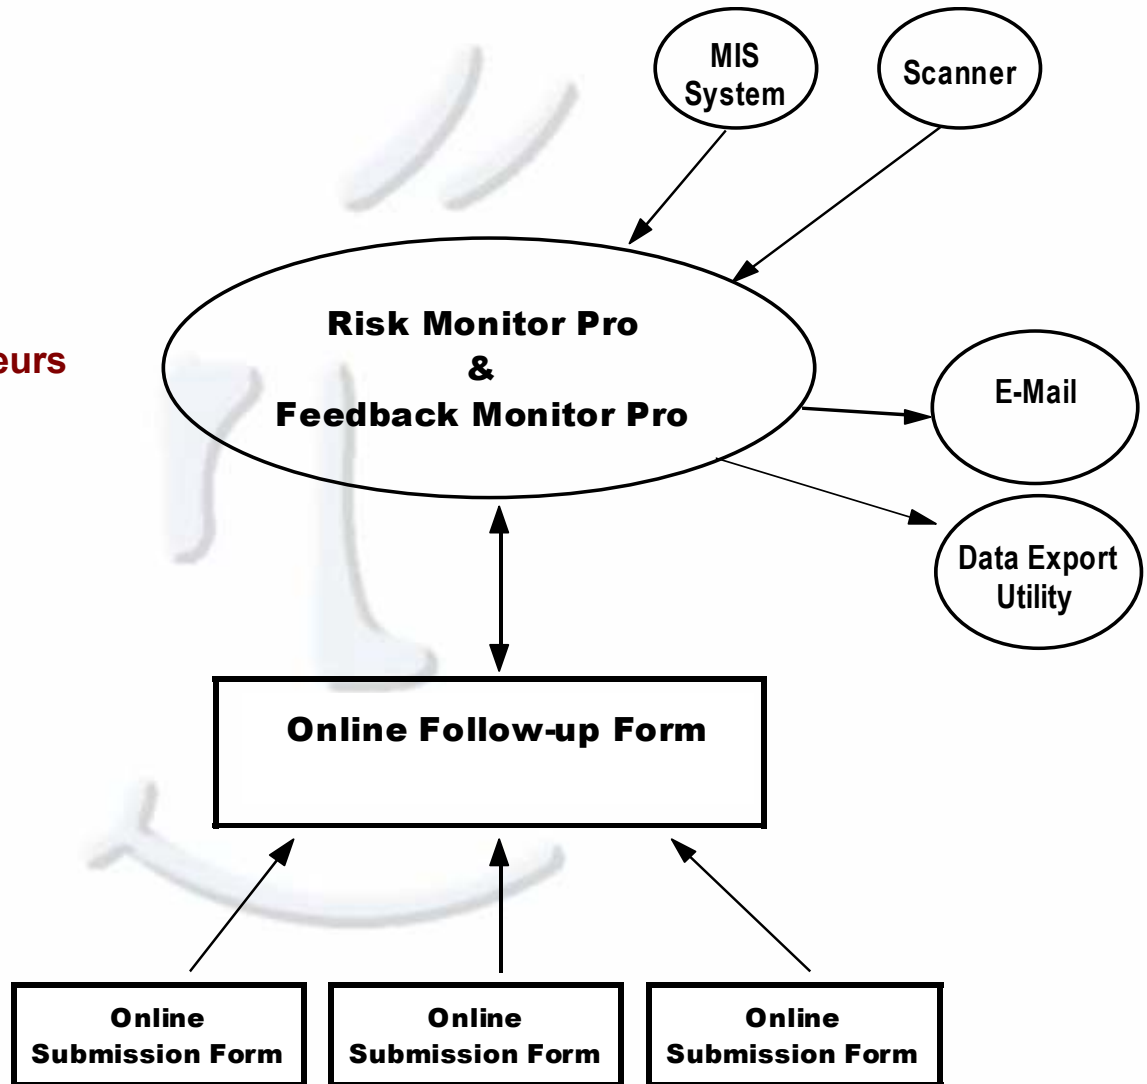 MIS
System
Scanner
Risk Monitor Pro
&
Feedback Monitor Pro
eurs
E-Mail
Data Export
Utility
Online Follow-up Form
Online
Submission Form
Online
Submission Form
Online
Submission Form